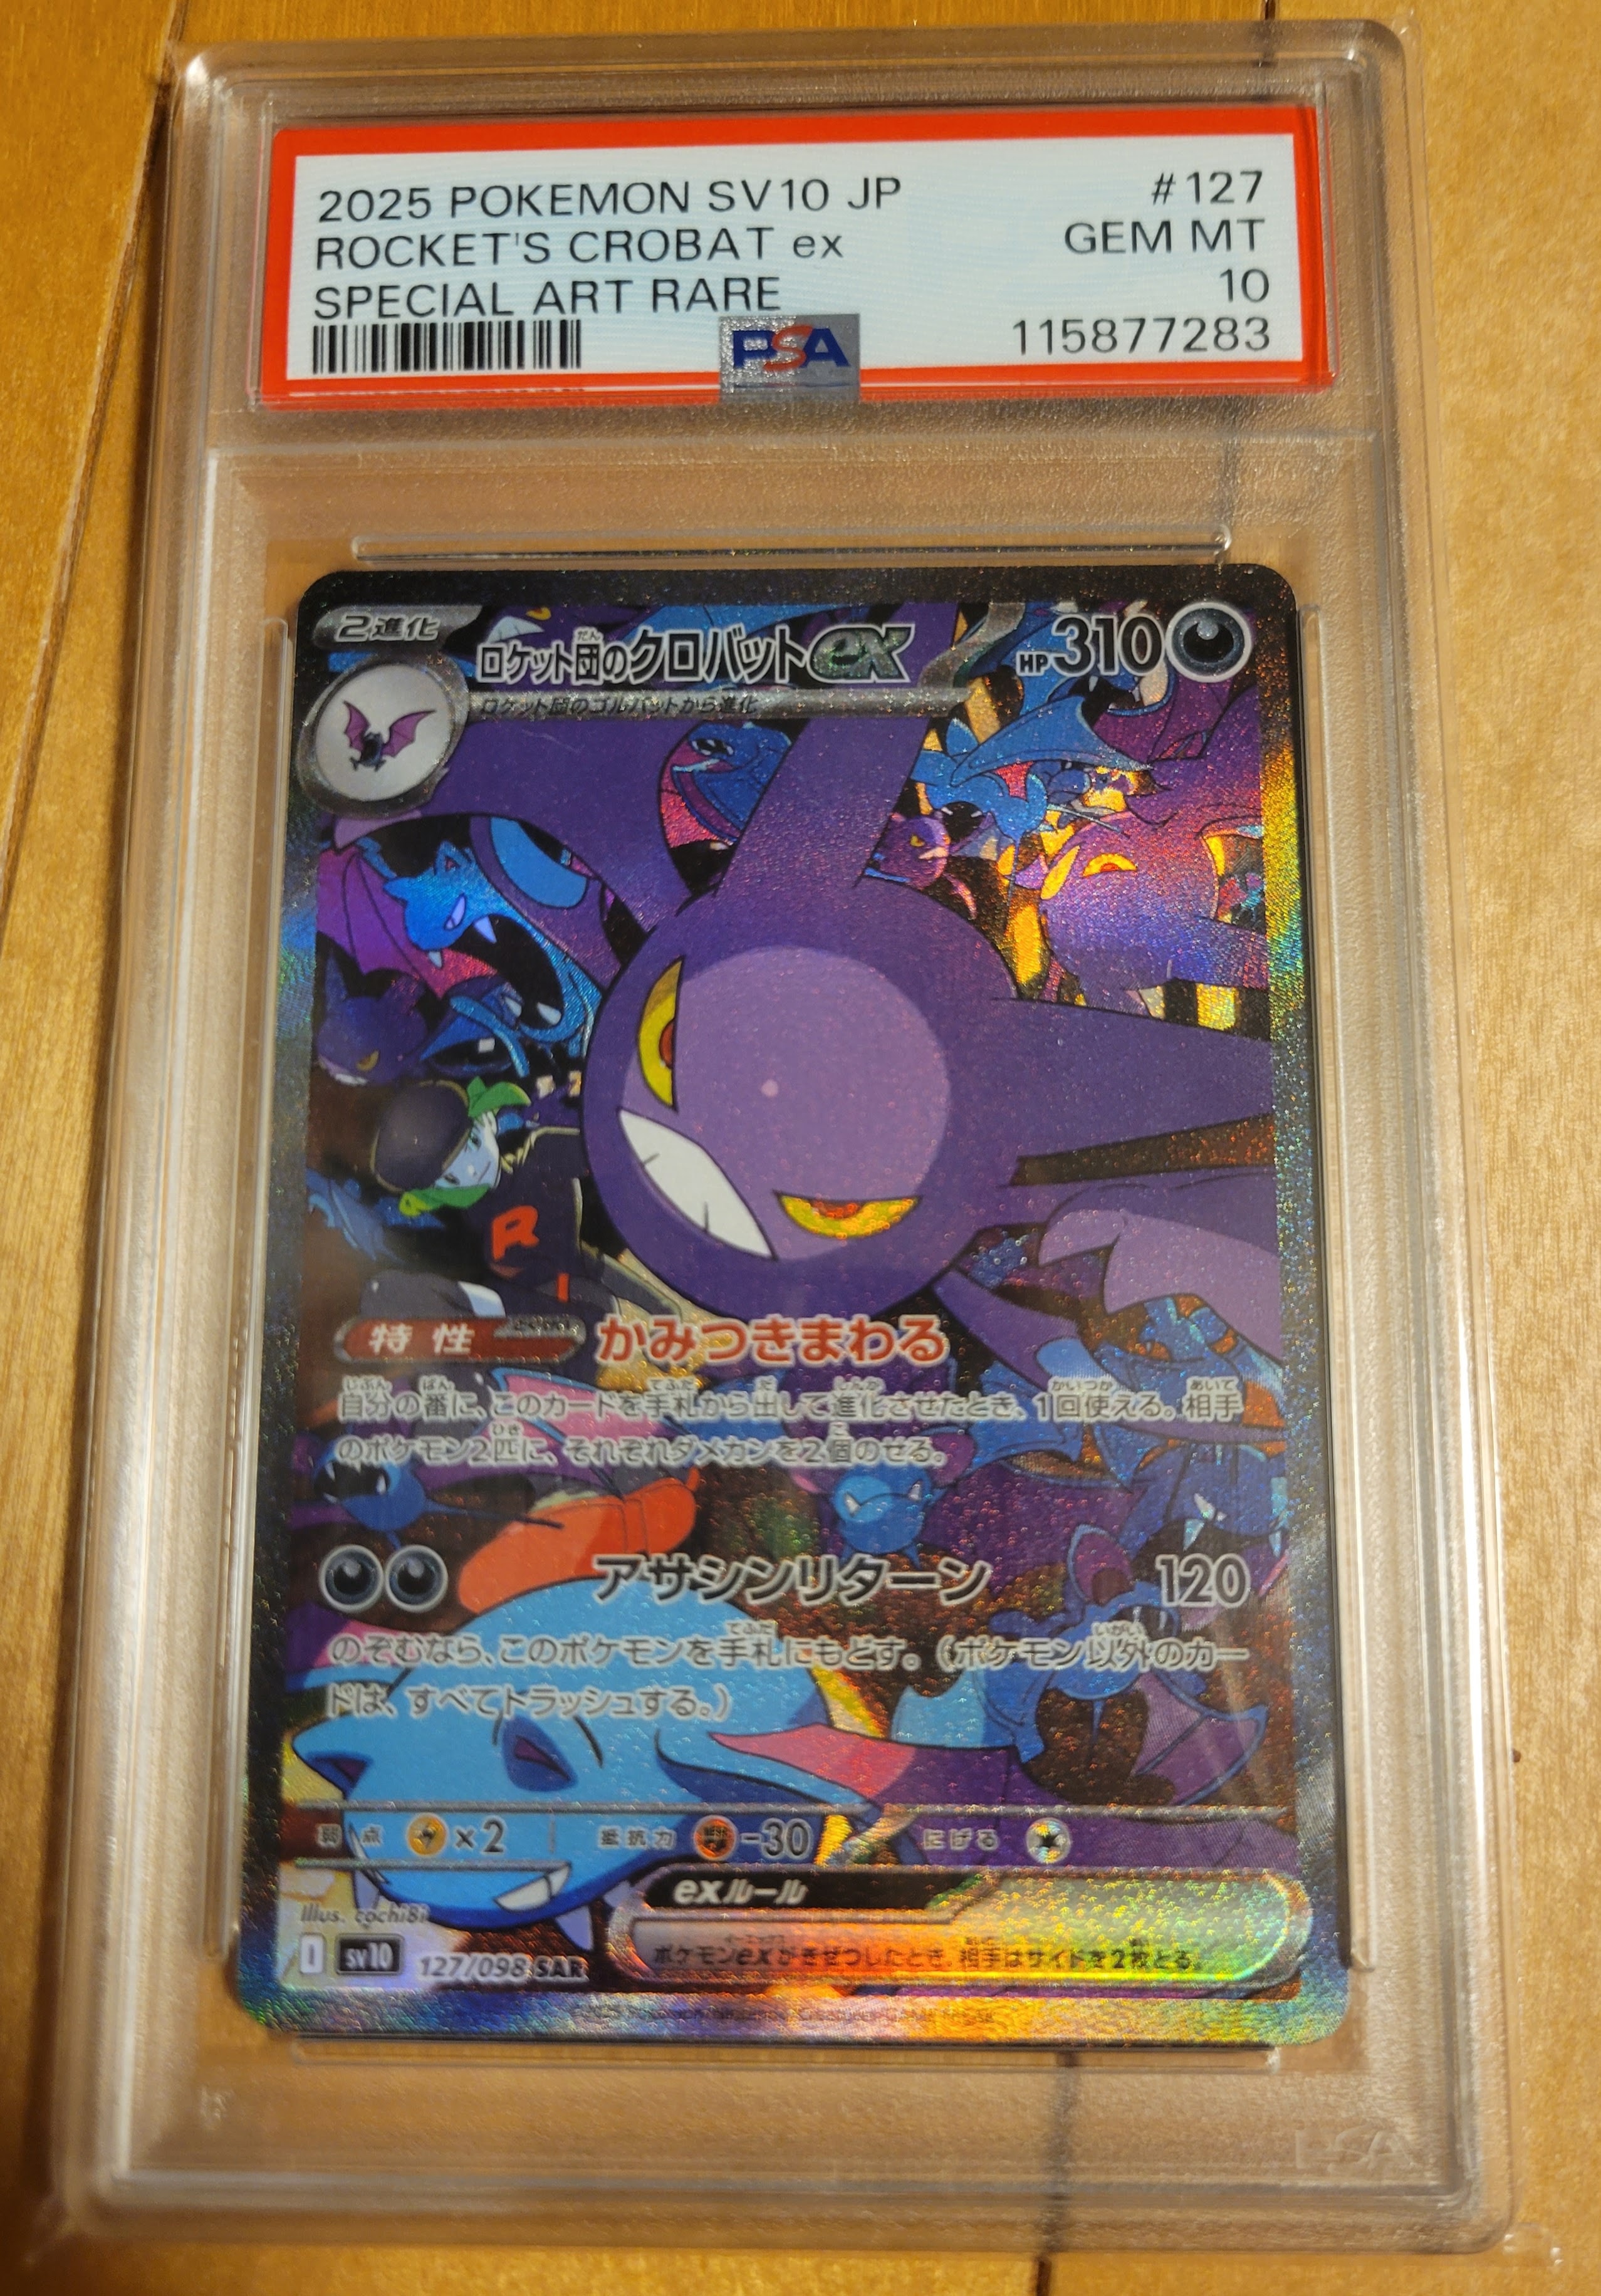 2025 POKEMON SV10 JP #127
ROCKET'S CROBAT ex GEM MT
SPECIAL ART RARE 10
PSA 115877283
2進化
ロケット団のクロバットex HP310
だん
ロケット団のゴルバットから進化
R
特性 かみつきまわる
自分の番に、このカードを手札から出して進化させたとき、1回使える。相手
のポケモン2匹に、それぞれダメカンを2個のせる。
アサシンリターン 120
のぞむなら、このポケモンを手札にもどす。(ポケモン以外のカー
ドは、すべてトラッシュする。)
弱点 ×2 抵抗力 -30 にげる
exルール
ポケモンexがきぜつしたとき、相手はサイドを2枚とる。
Illus. cochi8i
I sv10 127/098 SAR
PSA